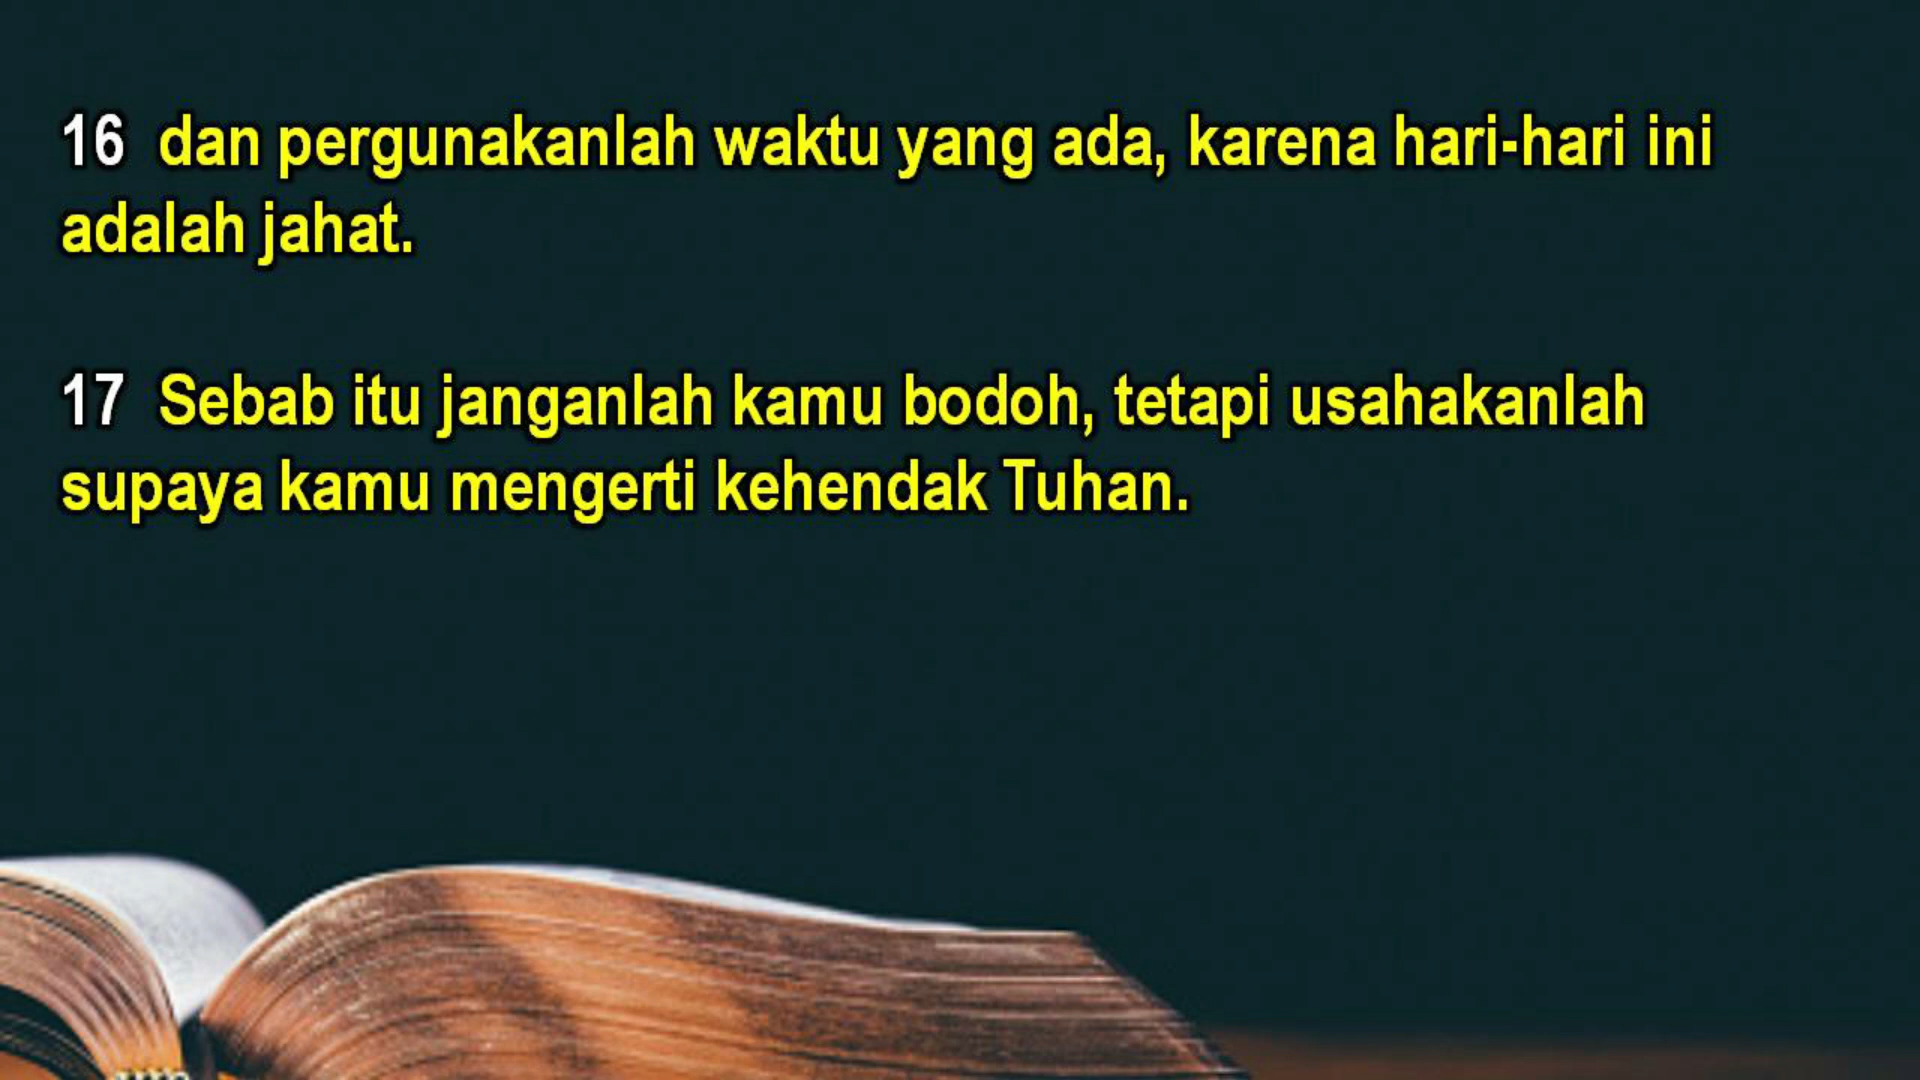 16 dan pergunakanlah waktu yang ada, karena hari-hari ini
adalah jahat.
17 Sebab itu janganlah kamu bodoh, tetapi usahakanlah
supaya kamu mengerti kehendak Tuhan.